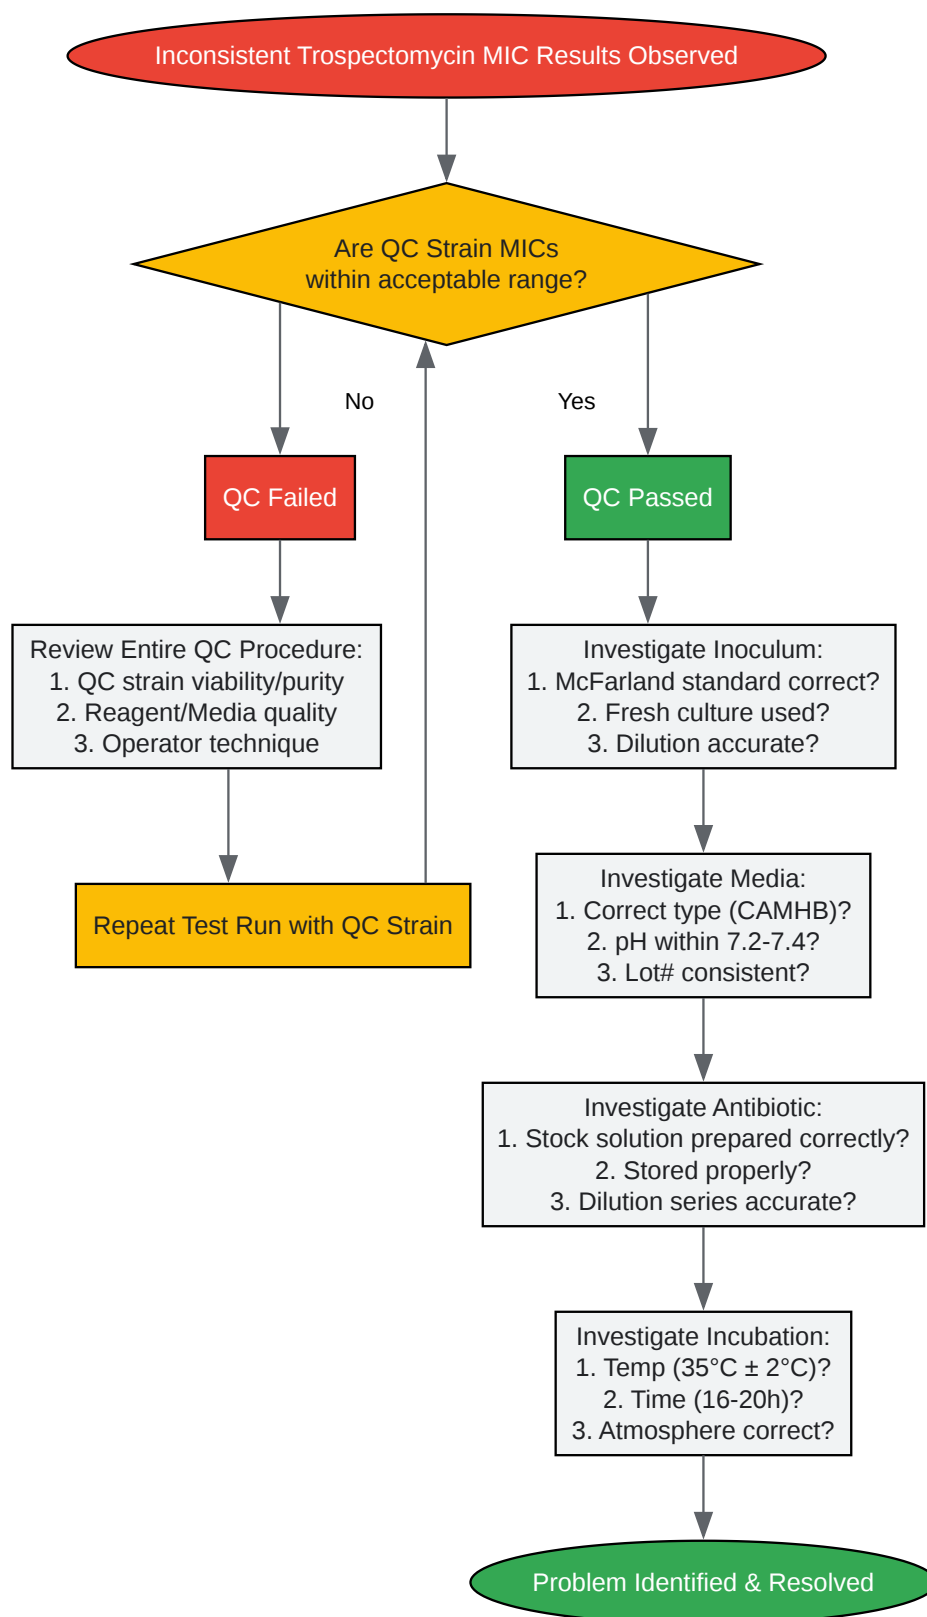 Inconsistent Trospectomycin MIC Results Observed
Are QC Strain MICs
within acceptable range?
No
Yes
QC Failed
QC Passed
Review Entire QC Procedure:
1. QC strain viability/purity
2. Reagent/Media quality
3. Operator technique
Investigate Inoculum:
1. McFarland standard correct?
2. Fresh culture used?
3. Dilution accurate?
Repeat Test Run with QC Strain
Investigate Media:
1. Correct type (CAMHB)?
2. pH within 7.2-7.4?
3. Lot# consistent?
Investigate Antibiotic:
1. Stock solution prepared correctly?
2. Stored properly?
3. Dilution series accurate?
Investigate Incubation:
1. Temp (35°C ± 2°C)?
2. Time (16-20h)?
3. Atmosphere correct?
Problem Identified & Resolved